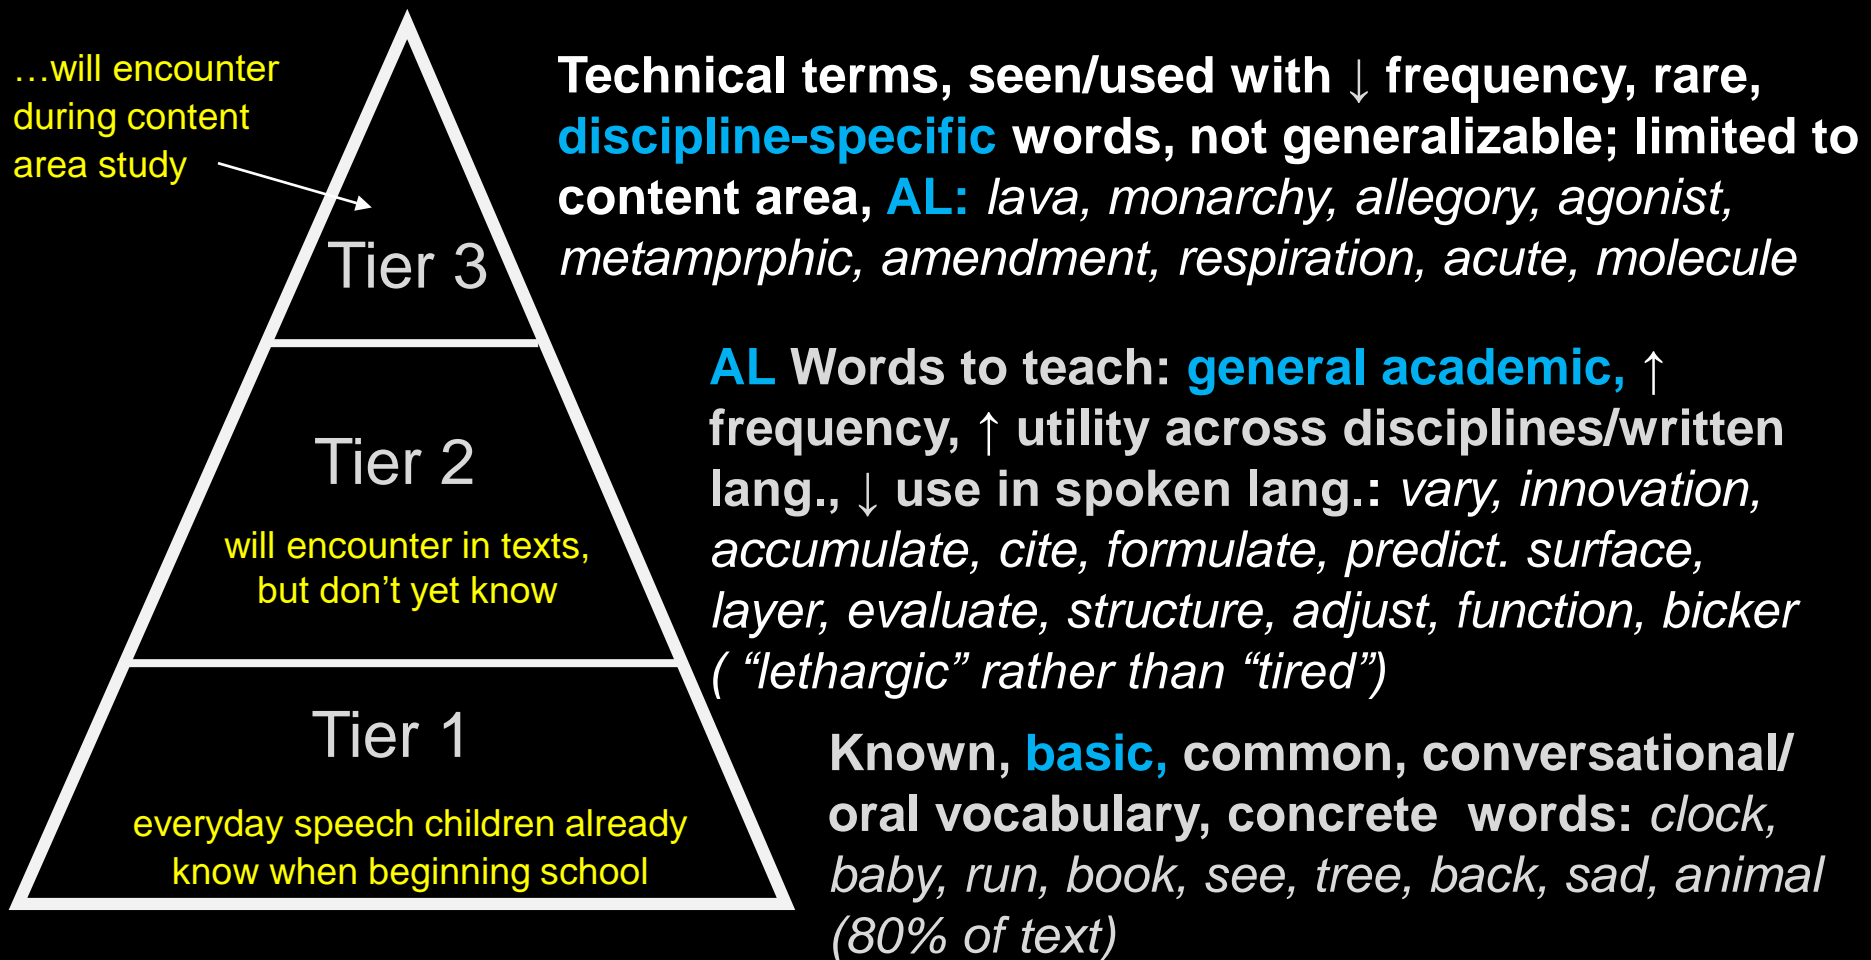 …will encounter
during content
area study
Technical terms, seen/used with ↓ frequency, rare,
discipline-specific words, not generalizable; limited to
content area, AL: lava, monarchy, allegory, agonist,
metamprphic, amendment, respiration, acute, molecule
Tier 3
AL Words to teach: general academic, ↑
frequency, ↑ utility across disciplines/written
lang., ↓ use in spoken lang.: vary, innovation,
accumulate, cite, formulate, predict. surface,
layer, evaluate, structure, adjust, function, bicker
( “lethargic” rather than “tired”)
Tier 2
will encounter in texts,
but don’t yet know
Tier 1
everyday speech children already
know when beginning school
Known, basic, common, conversational/
oral vocabulary, concrete words: clock,
baby, run, book, see, tree, back, sad, animal
(80% of text)